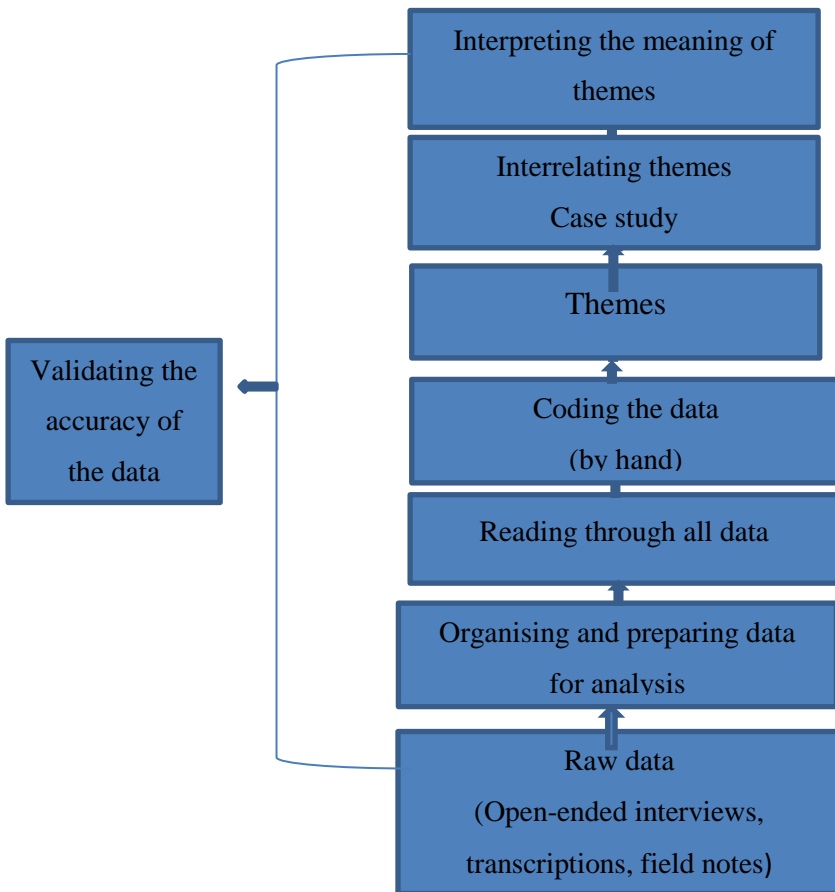 Interpreting the meaning of
themes
Interrelating themes
Case study
Themes
Validating the
accuracy of
the data
Coding the data
(by hand)
Reading through all data
Organising and preparing data
for analysis
Raw data
(Open-ended interviews,
transcriptions, field notes)